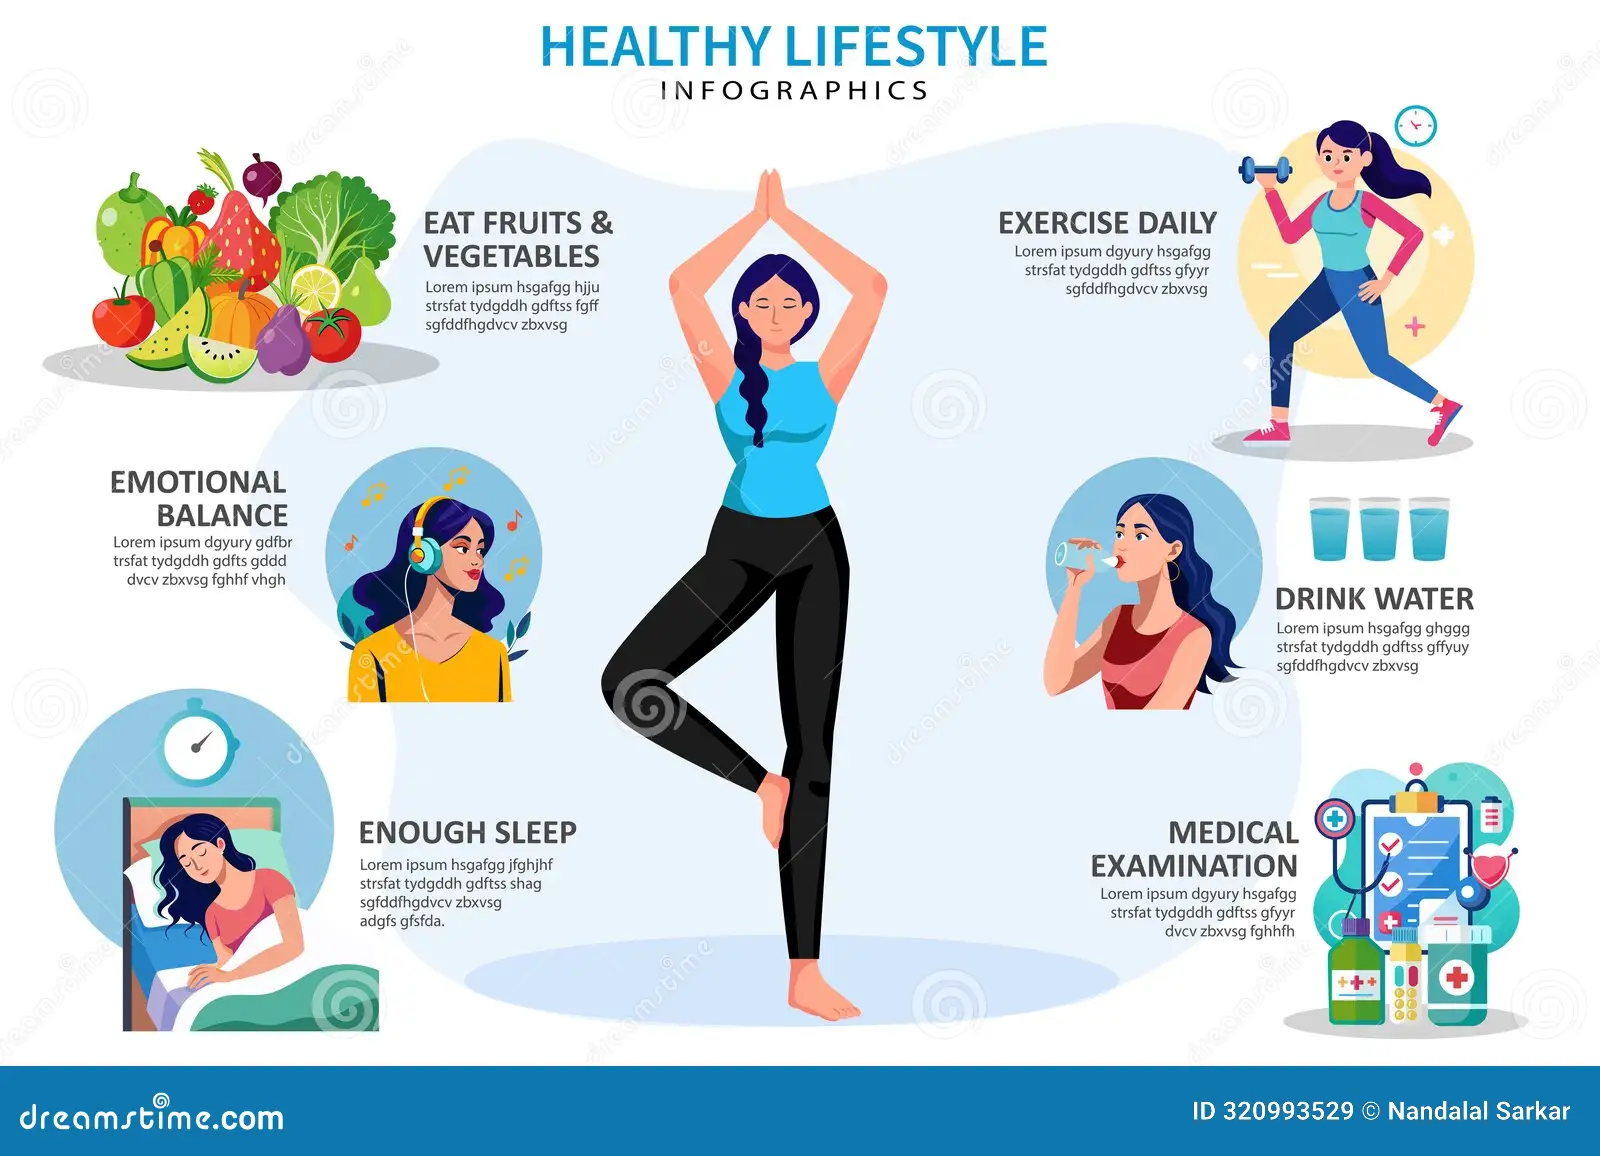 HEALTHY LIFESTYLE
INFOGRAPHICS
EAT FRUITS &
VEGETABLES
Lorem ipsum hsgafgg hjju
strsfat tydgddh gdftss fgff
sgfddfhgdvcv zbxvsg
EXERCISE DAILY
Lorem ipsum dgyury hsgafgg
strsfat tydgddh gdftss gfyyr
sgfddfhgdvcv zbxvsg
EMOTIONAL
BALANCE
Lorem ipsum dgyury gdfbr
trsfat tydgddh gdfts gddd
dvcv zbxvsg fghhf vhgh
DRINK WATER
Lorem ipsum hsgafgg ghggg
strsfat tydgddh gdftss gffyuy
sgfddfhgdvcv zbxvsg
ENOUGH SLEEP
Lorem ipsum hsgafgg jfghjhf
strsfat tydgddh gdftss shag
sgfddfhgdvcv zbxvsg
adgfs gfsfda.
MEDICAL
EXAMINATION
Lorem ipsum dgyury hsgafgg
strsfat tydgddh gdftss gfyyr
dvcv zbxvsg fghhfh
dreamstime.com
ID 320993529 © Nandalal Sarkar